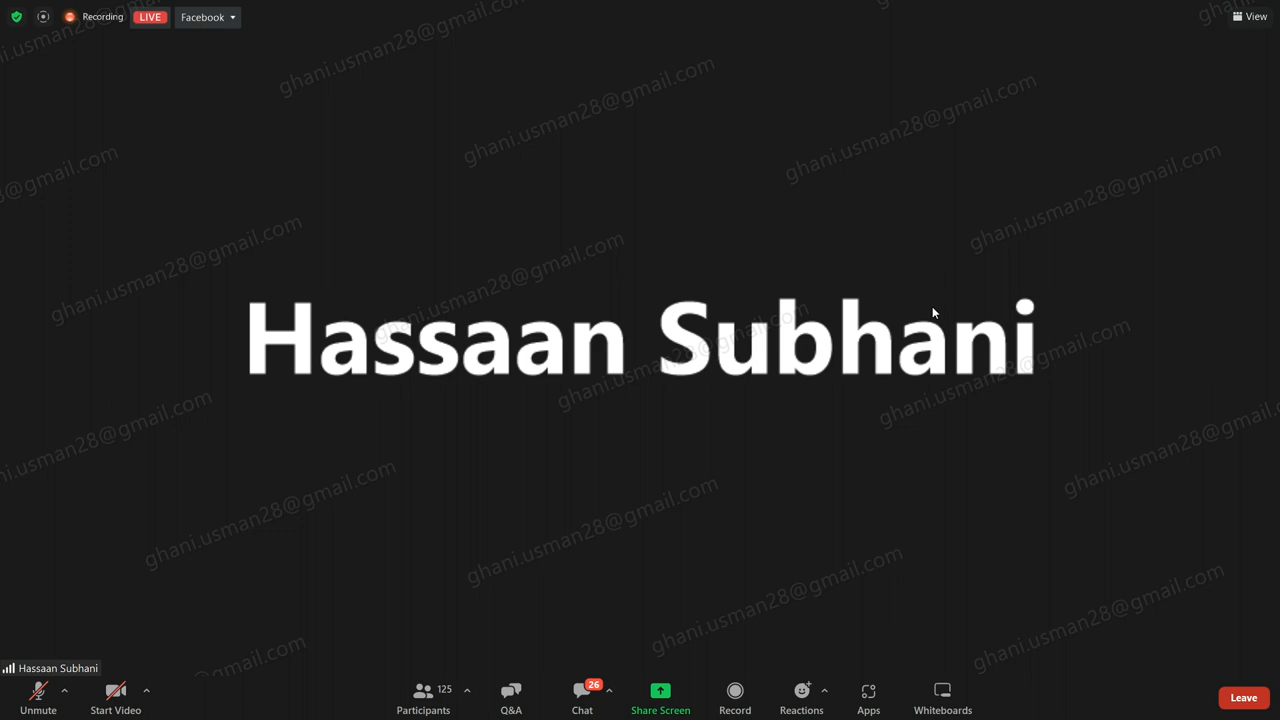 Recording LIVE Facebook View
ghani.usman28@gmail.com
Hassaan Subhani
Hassaan Subhani
125 26
Unmute Start Video Participants Q&A Chat Share Screen Record Reactions Apps Whiteboards Leave